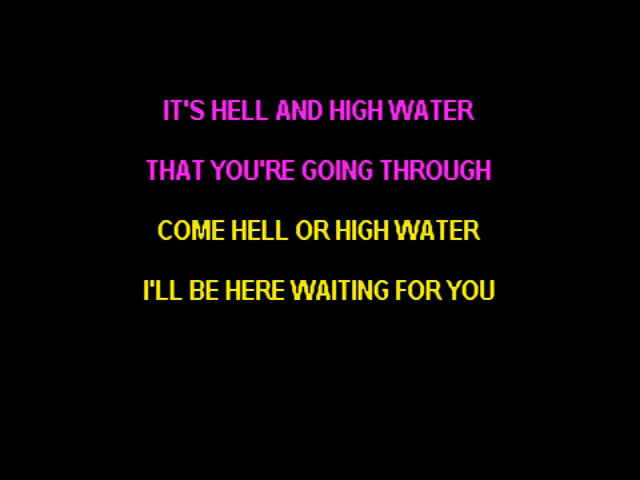 IT'S HELL AND HIGH WATER
THAT YOU'RE GOING THROUGH
COME HELL OR HIGH WATER
I'LL BE HERE WAITING FOR YOU